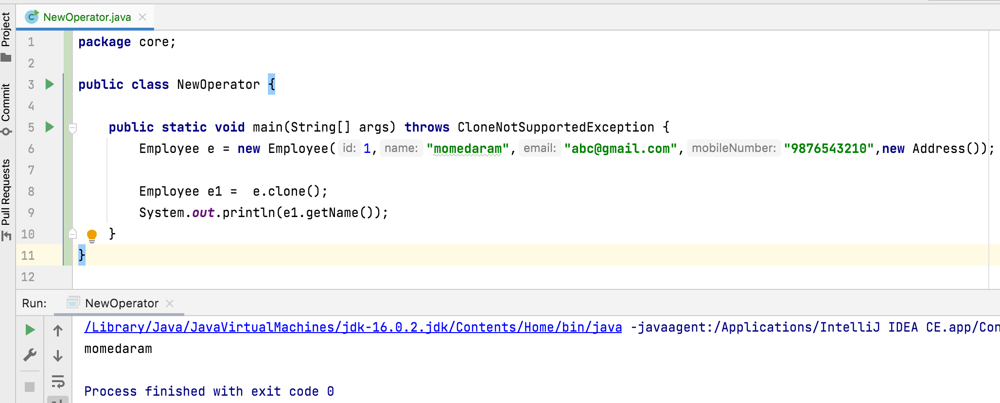 NewOperator.java
Project
Commit
Pull Requests
1 package core;
2
3 public class NewOperator {
4
5 public static void main(String[] args) throws CloneNotSupportedException {
6 Employee e = new Employee( id: 1, name: "momedaram", email: "abc@gmail.com", mobileNumber: "9876543210",new Address());
7
8 Employee e1 =  e.clone();
9 System.out.println(e1.getName());
10 }
11 }
12
Run: NewOperator
/Library/Java/JavaVirtualMachines/jdk-16.0.2.jdk/Contents/Home/bin/java -javaagent:/Applications/IntelliJ IDEA CE.app/Con
momedaram
Process finished with exit code 0